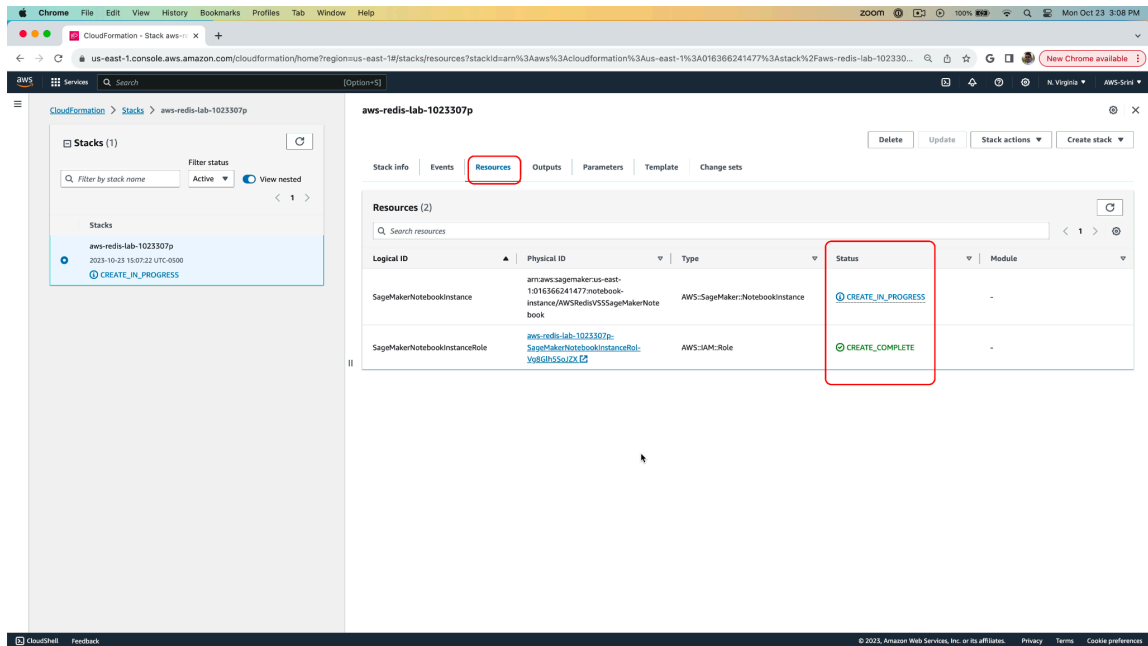 Chrome File Edit View History Bookmarks Profiles Tab Window Help
zoom 100% Mon Oct 23 3:08 PM
CloudFormation - Stack aws-r
us-east-1.console.aws.amazon.com/cloudformation/home?region=us-east-1#/stacks/resources?stackId=arn%3Aaws%3Acloudformation%3Aus-east-1%3A016366241477%3Astack%2Faws-redis-lab-102330...
New Chrome available
aws Services Search [Option+S] N. Virginia AWS-Srini
CloudFormation > Stacks > aws-redis-lab-1023307p
Stacks (1)
Filter status
Filter by stack name Active View nested
1
Stacks
aws-redis-lab-1023307p
2023-10-23 15:07:22 UTC-0500
CREATE_IN_PROGRESS
aws-redis-lab-1023307p
Delete Update Stack actions Create stack
Stack info Events Resources Outputs Parameters Template Change sets
Resources (2)
Search resources
1
Logical ID Physical ID Type Status Module
SageMakerNotebookInstance
arn:aws:sagemaker:us-east-
1:016366241477:notebook-
instance/AWSRedisVSSSageMakerNote
book
AWS::SageMaker::NotebookInstance CREATE_IN_PROGRESS -
SageMakerNotebookInstanceRole
aws-redis-lab-1023307p-
SageMakerNotebookInstanceRol-
AWS::IAM::Role CREATE_COMPLETE -
CloudShell Feedback
© 2023, Amazon Web Services, Inc. or its affiliates. Privacy Terms Cookie preferences